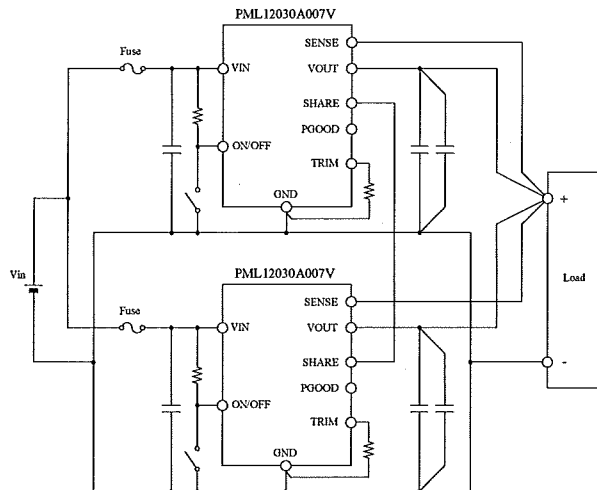 PML12030A007V
Fuse
SENSE
VIN
VOUT
SHARE
PGOOD
ON/OFF
TRIM
GND
+
Vin
Load
PML12030A007V
Fuse
SENSE
VIN
VOUT
SHARE
-
PGOOD
ON/OFF
TRIM
GND